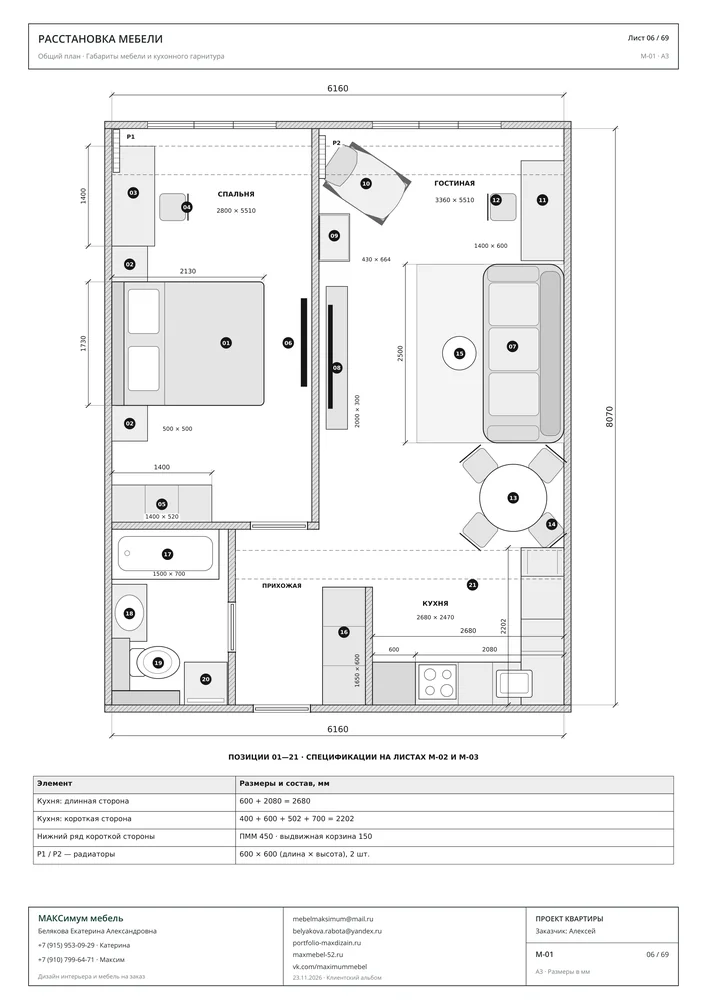 РАССТАНОВКА МЕБЕЛИ
Лист 06 / 69
Общий план · Габариты мебели и кухонного гарнитура
М-01 · А3
6160
P1
P2
03
04
СПАЛЬНЯ
2800 × 5510
10
ГОСТИНАЯ
3360 × 5510
12
11
1400
09
1400 × 600
430 × 664
02
2130
01
06
1730
08
2000 × 300
2500
15
07
8070
02
500 × 500
1400
05
1400 × 520
13
14
17
1500 × 700
ПРИХОЖАЯ
21
КУХНЯ
2680 × 2470
18
16
1650 × 600
2202
2680
600
2080
19
20
6160
ПОЗИЦИИ 01—21 · СПЕЦИФИКАЦИИ НА ЛИСТАХ М-02 И М-03
Элемент
Размеры и состав, мм
Кухня: длинная сторона
600 + 2080 = 2680
Кухня: короткая сторона
400 + 600 + 502 + 700 = 2202
Нижний ряд короткой стороны
ПММ 450 · выдвижная корзина 150
P1 / P2 — радиаторы
600 × 600 (длина × высота), 2 шт.
МАКСимум мебель
Белякова Екатерина Александровна
+7 (915) 953-09-29 · Катерина
+7 (910) 799-64-71 · Максим
Дизайн интерьера и мебель на заказ
mebelmaksimum@mail.ru
belyakova.rabota@yandex.ru
portfolio-maxdizain.ru
maxmebel-52.ru
vk.com/maximummebel
23.11.2026 · Клиентский альбом
ПРОЕКТ КВАРТИРЫ
Заказчик: Алексей
М-01
06 / 69
А3 · Размеры в мм